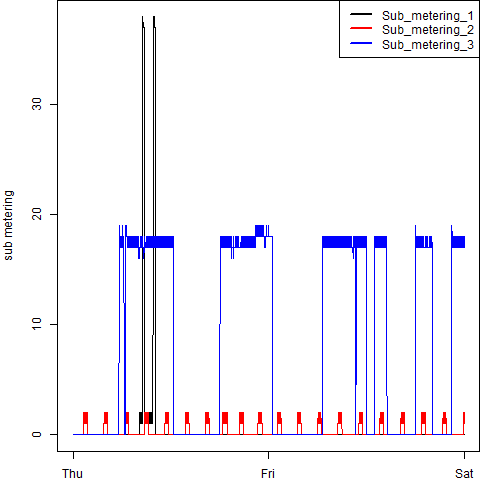 Sub_metering_1
Sub_metering_2
Sub_metering_3
sub metering
30
20
10
0
Thu Fri Sat